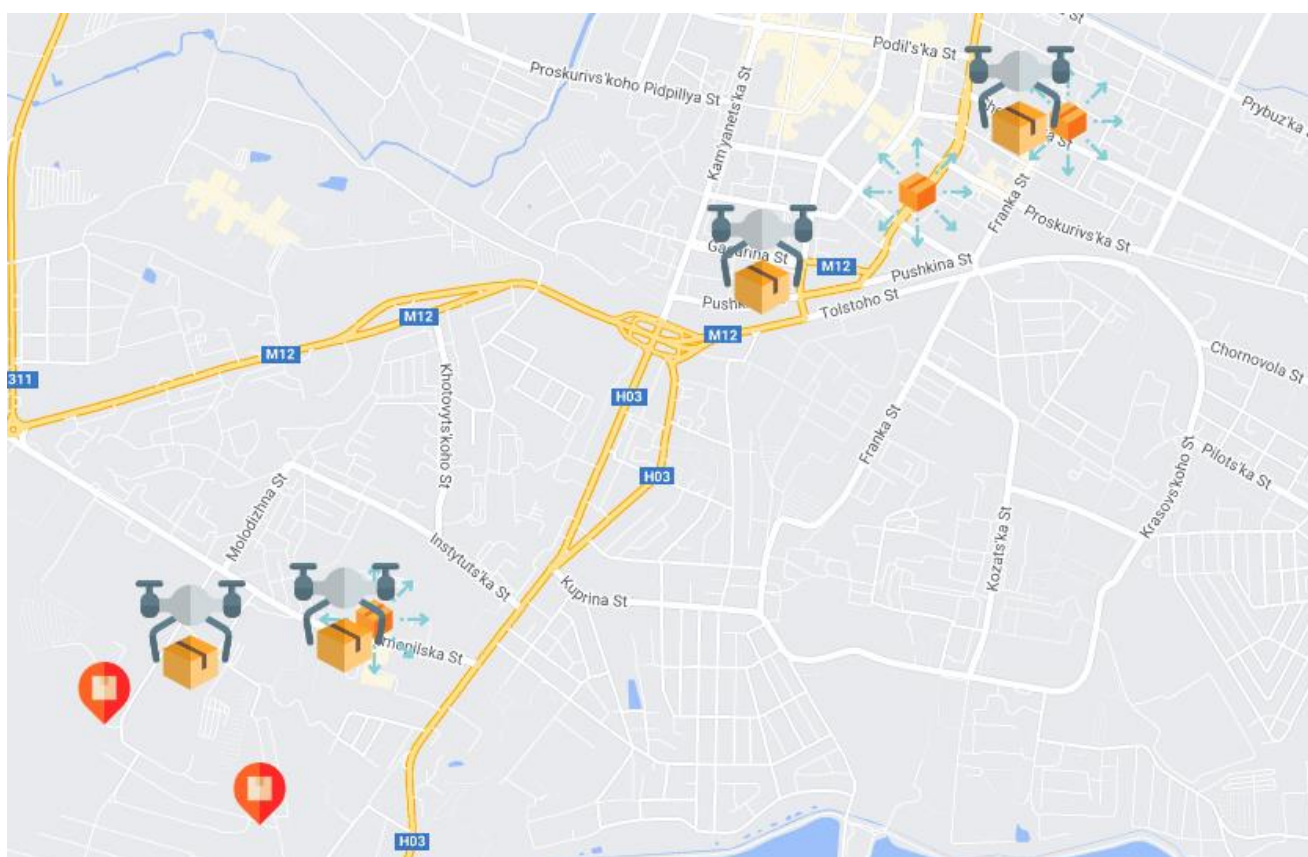 Podil's'ka St
Proskurivs'koho Pidpillya St
Kam'yanets'ka St
Prybuz'ka
Franka St
Proskurivs'ka St
Gagarina St
M12
Pushkina St
Tolstoho St
M12
M12
M12
Chornovola St
311
H03
Khotovyts'koho St
Franka St
Krasovs'koho St
Pilots'ka St
H03
Molodizhna St
Instytuts'ka St
Kozats'ka St
Kuprina St
H03